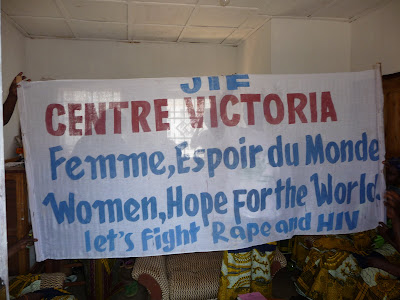 CENTRE VICTORIA
Femme, Espoir du Monde
Women, Hope For the World.
let's fight Rape and HIV